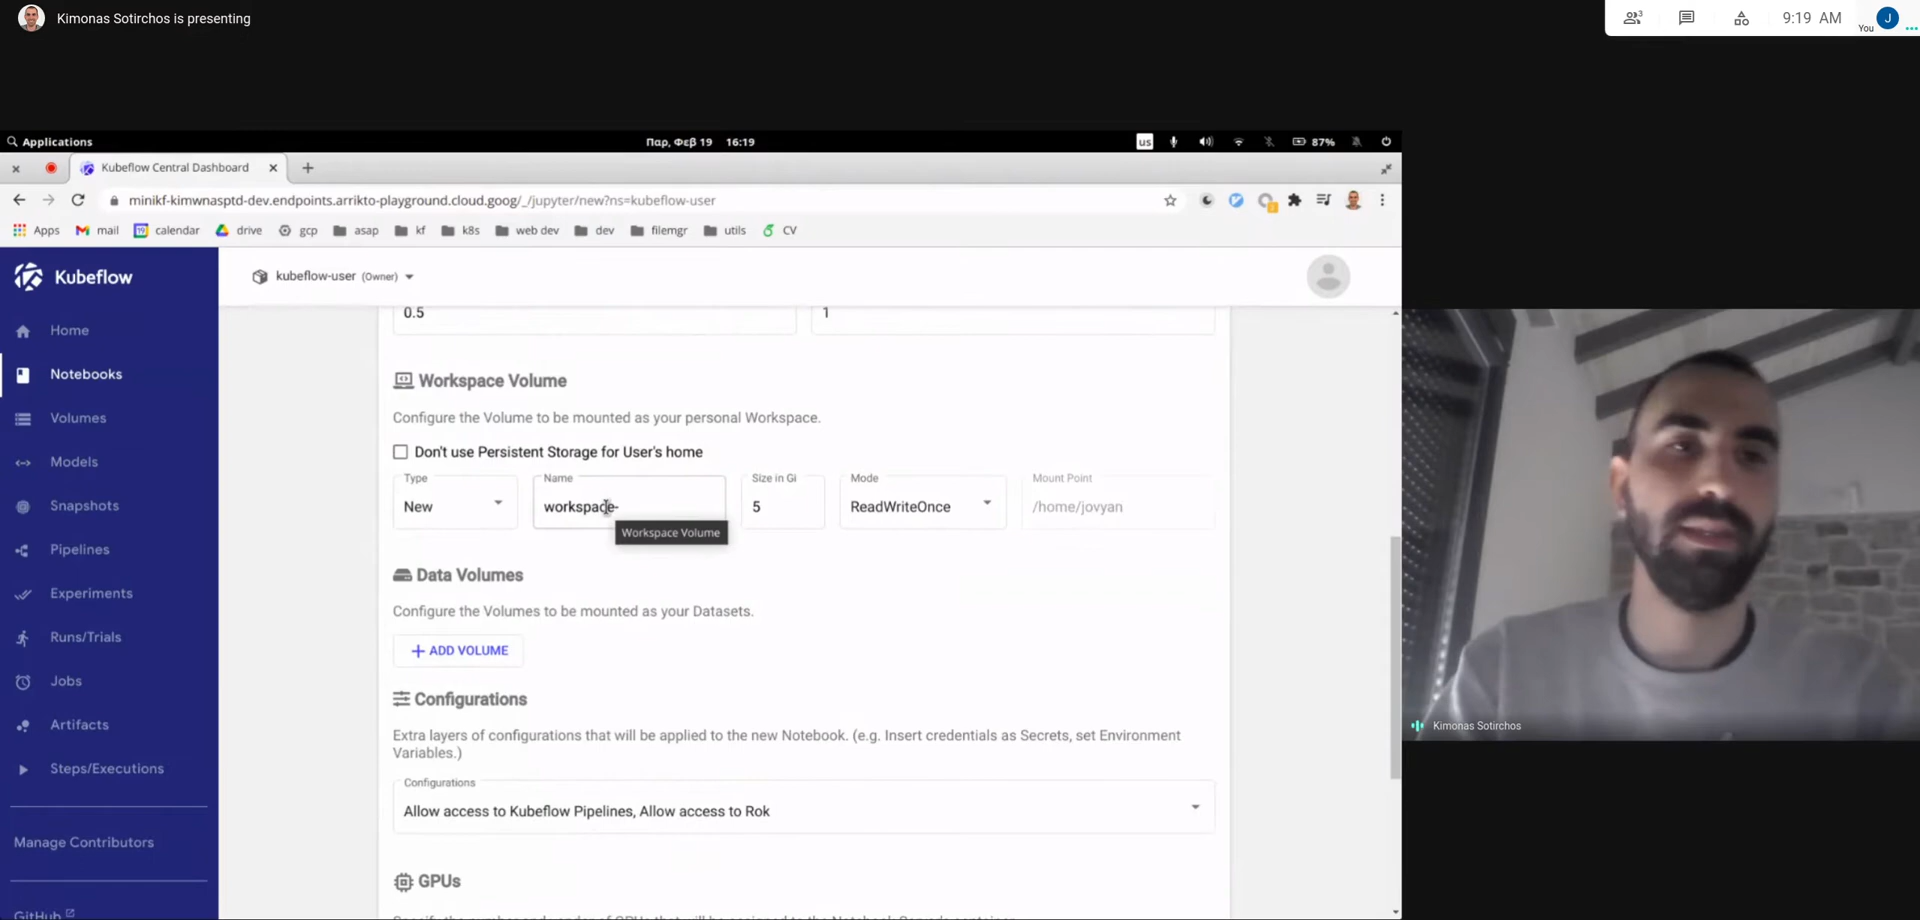 Kimonas Sotirchos is presenting
3
9:19 AM
You
J
Applications
Παρ, Φεβ 19 16:19
us
87%
Kubeflow Central Dashboard
minikf-kimwnasptd-dev.endpoints.arrikto-playground.cloud.goog/_/jupyter/new?ns=kubeflow-user
Apps
mail
calendar
drive
gcp
asap
kf
k8s
web dev
dev
filemgr
utils
CV
Kubeflow
kubeflow-user (Owner)
Home
Notebooks
Volumes
Models
Snapshots
Pipelines
Experiments
Runs/Trials
Jobs
Artifacts
Steps/Executions
Manage Contributors
GitHub
0.5
1
Workspace Volume
Configure the Volume to be mounted as your personal Workspace.
Don't use Persistent Storage for User's home
Type
New
Name
workspace-
Size in Gi
5
Mode
ReadWriteOnce
Mount Point
/home/jovyan
Workspace Volume
Data Volumes
Configure the Volumes to be mounted as your Datasets.
+ ADD VOLUME
Configurations
Extra layers of configurations that will be applied to the new Notebook. (e.g. Insert credentials as Secrets, set Environment
Variables.)
Configurations
Allow access to Kubeflow Pipelines, Allow access to Rok
GPUs
Kimonas Sotirchos